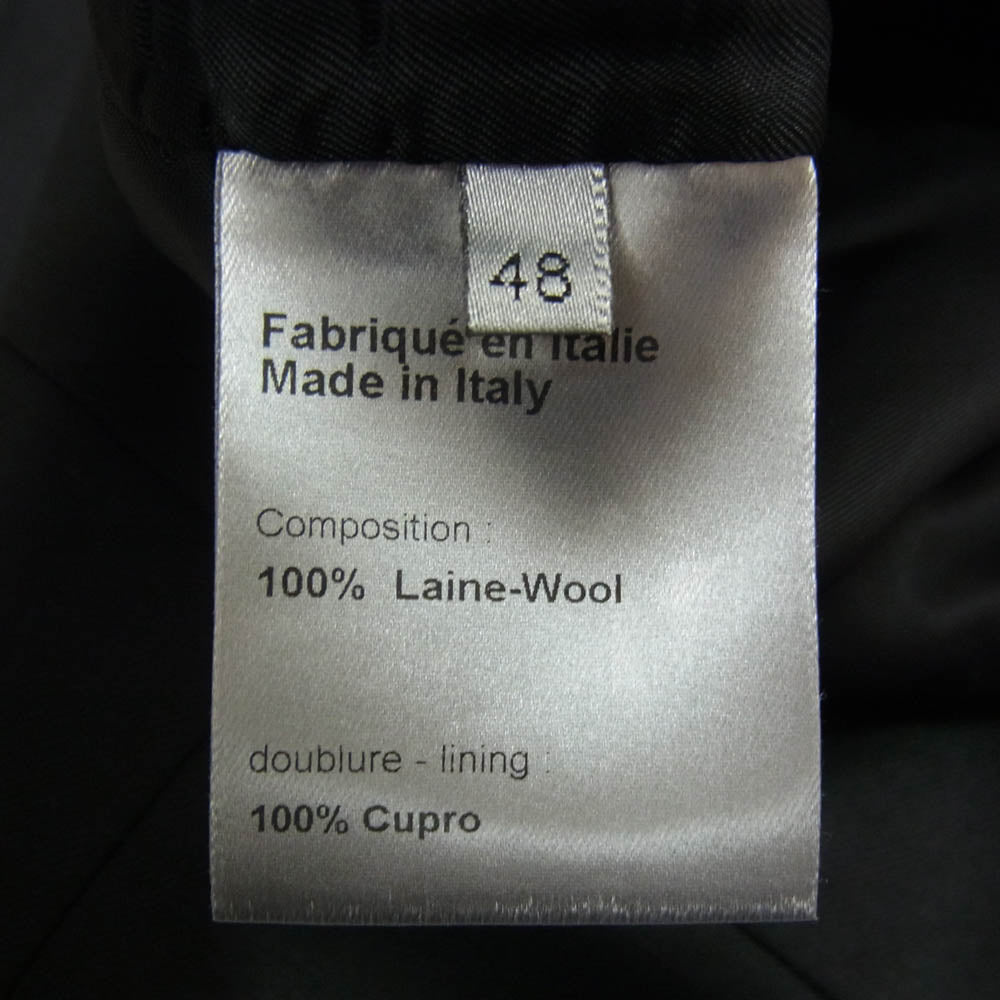 48
Fabriqué en Italie
Made in Italy
Composition :
100% Laine-Wool
doublure - lining :
100% Cupro